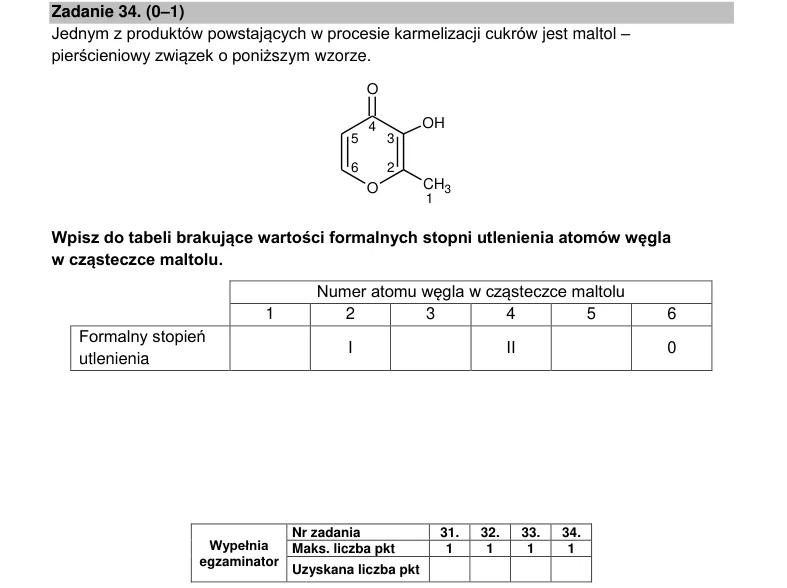 Zadanie 34. (0–1)
Jednym z produktów powstających w procesie karmelizacji cukrów jest maltol –
pierścieniowy związek o poniższym wzorze.
O
4
OH
5
3
6
2
O
CH3
1
Wpisz do tabeli brakujące wartości formalnych stopni utlenienia atomów węgla
w cząsteczce maltolu.
Numer atomu węgla w cząsteczce maltolu
1 2 3 4 5 6
Formalny stopień
utlenienia
I II 0
Wypełnia
egzaminator
Nr zadania 31. 32. 33. 34.
Maks. liczba pkt 1 1 1 1
Uzyskana liczba pkt